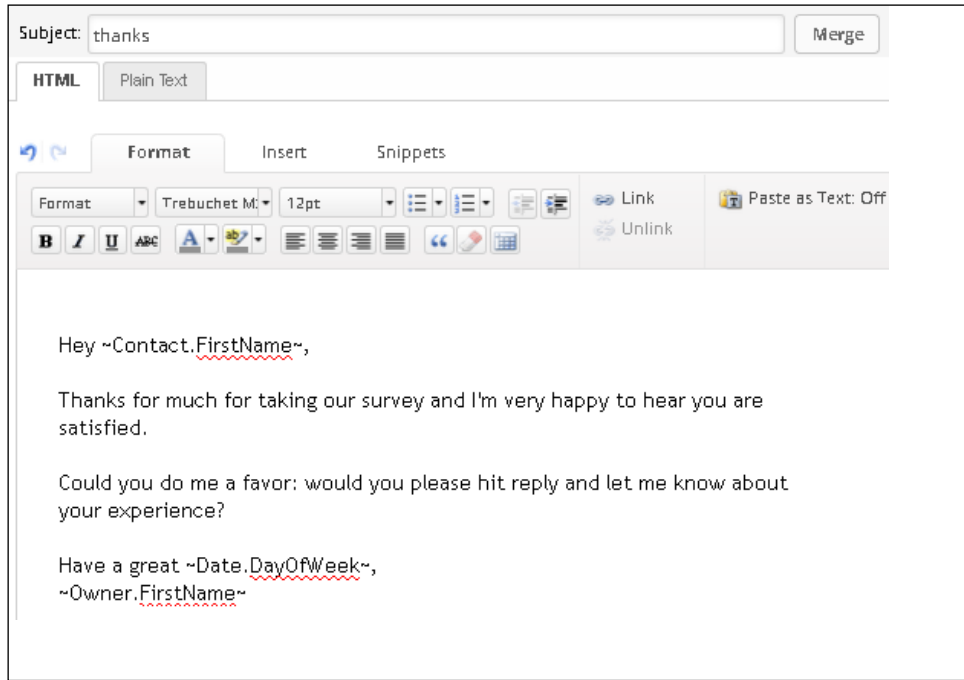 Subject: thanks Merge
HTML Plain Text
Format Insert Snippets
Format Trebuchet M: 12pt Link Paste as Text: Off
B I U ABC A ab Unlink
Hey ~Contact.FirstName~,
Thanks for much for taking our survey and I'm very happy to hear you are
satisfied.
Could you do me a favor: would you please hit reply and let me know about
your experience?
Have a great ~Date.DayOfWeek~,
~Owner.FirstName~